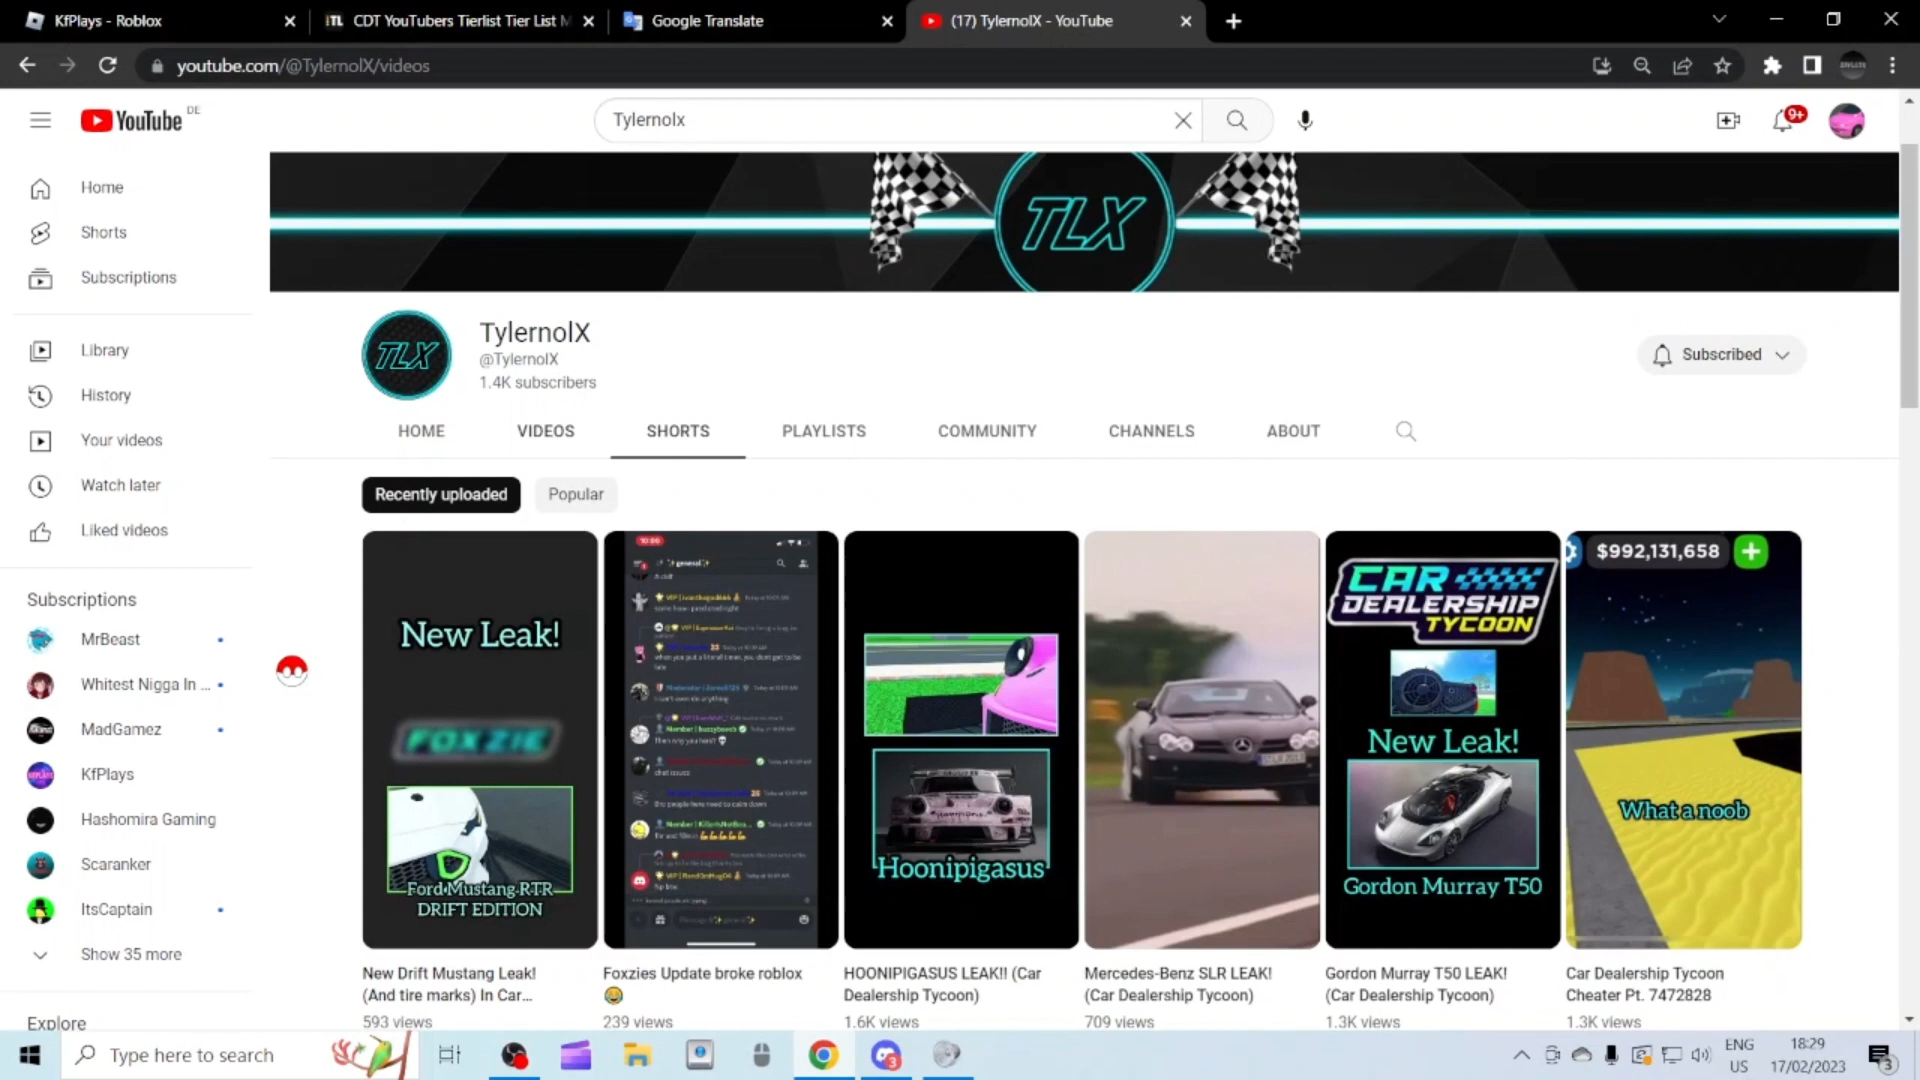 KfPlays - Roblox
CDT YouTubers Tierlist Tier List M
Google Translate
(17) TylernolX - YouTube
youtube.com/@TylernolX/videos
YouTube DE
Tylernolx
9+
Home
Shorts
Subscriptions
Library
History
Your videos
Watch later
Liked videos
Subscriptions
MrBeast
Whitest Nigga In ...
MadGamez
KfPlays
Hashomira Gaming
Scaranker
ItsCaptain
Show 35 more
Explore
TLX
TLX
TylernolX
@TylernolX
1.4K subscribers
Subscribed
HOME VIDEOS SHORTS PLAYLISTS COMMUNITY CHANNELS ABOUT
Recently uploaded Popular
New Leak!
FOXZIE
Ford Mustang RTR
DRIFT EDITION
general
Hoonipigasus
CAR
DEALERSHIP
TYCOON
New Leak!
Gordon Murray T50
$992,131,658
What a noob
New Drift Mustang Leak!
(And tire marks) In Car...
593 views
Foxzies Update broke roblox
😂
239 views
HOONIPIGASUS LEAK!! (Car
Dealership Tycoon)
1.6K views
Mercedes-Benz SLR LEAK!
(Car Dealership Tycoon)
709 views
Gordon Murray T50 LEAK!
(Car Dealership Tycoon)
1.3K views
Car Dealership Tycoon
Cheater Pt. 7472828
1.3K views
Type here to search
3
ENG
US
18:29
17/02/2023
3